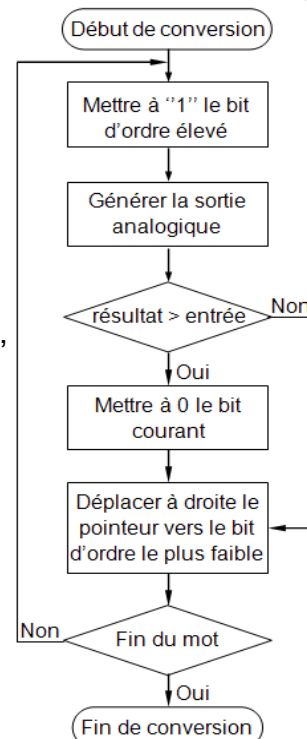 Début de conversion
Mettre à ‘‘1’’ le bit
d’ordre élevé
Générer la sortie
analogique
résultat > entrée
Non
,
Oui
Mettre à 0 le bit
courant
Déplacer à droite le
pointeur vers le bit
d’ordre le plus faible
Non
Fin du mot
Oui
Fin de conversion